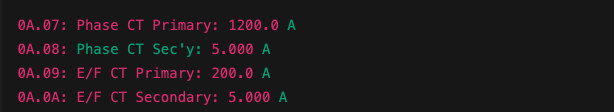 0A.07: Phase CT Primary: 1200.0 A
0A.08: Phase CT Sec'y: 5.000 A
0A.09: E/F CT Primary: 200.0 A
0A.0A: E/F CT Secondary: 5.000 A